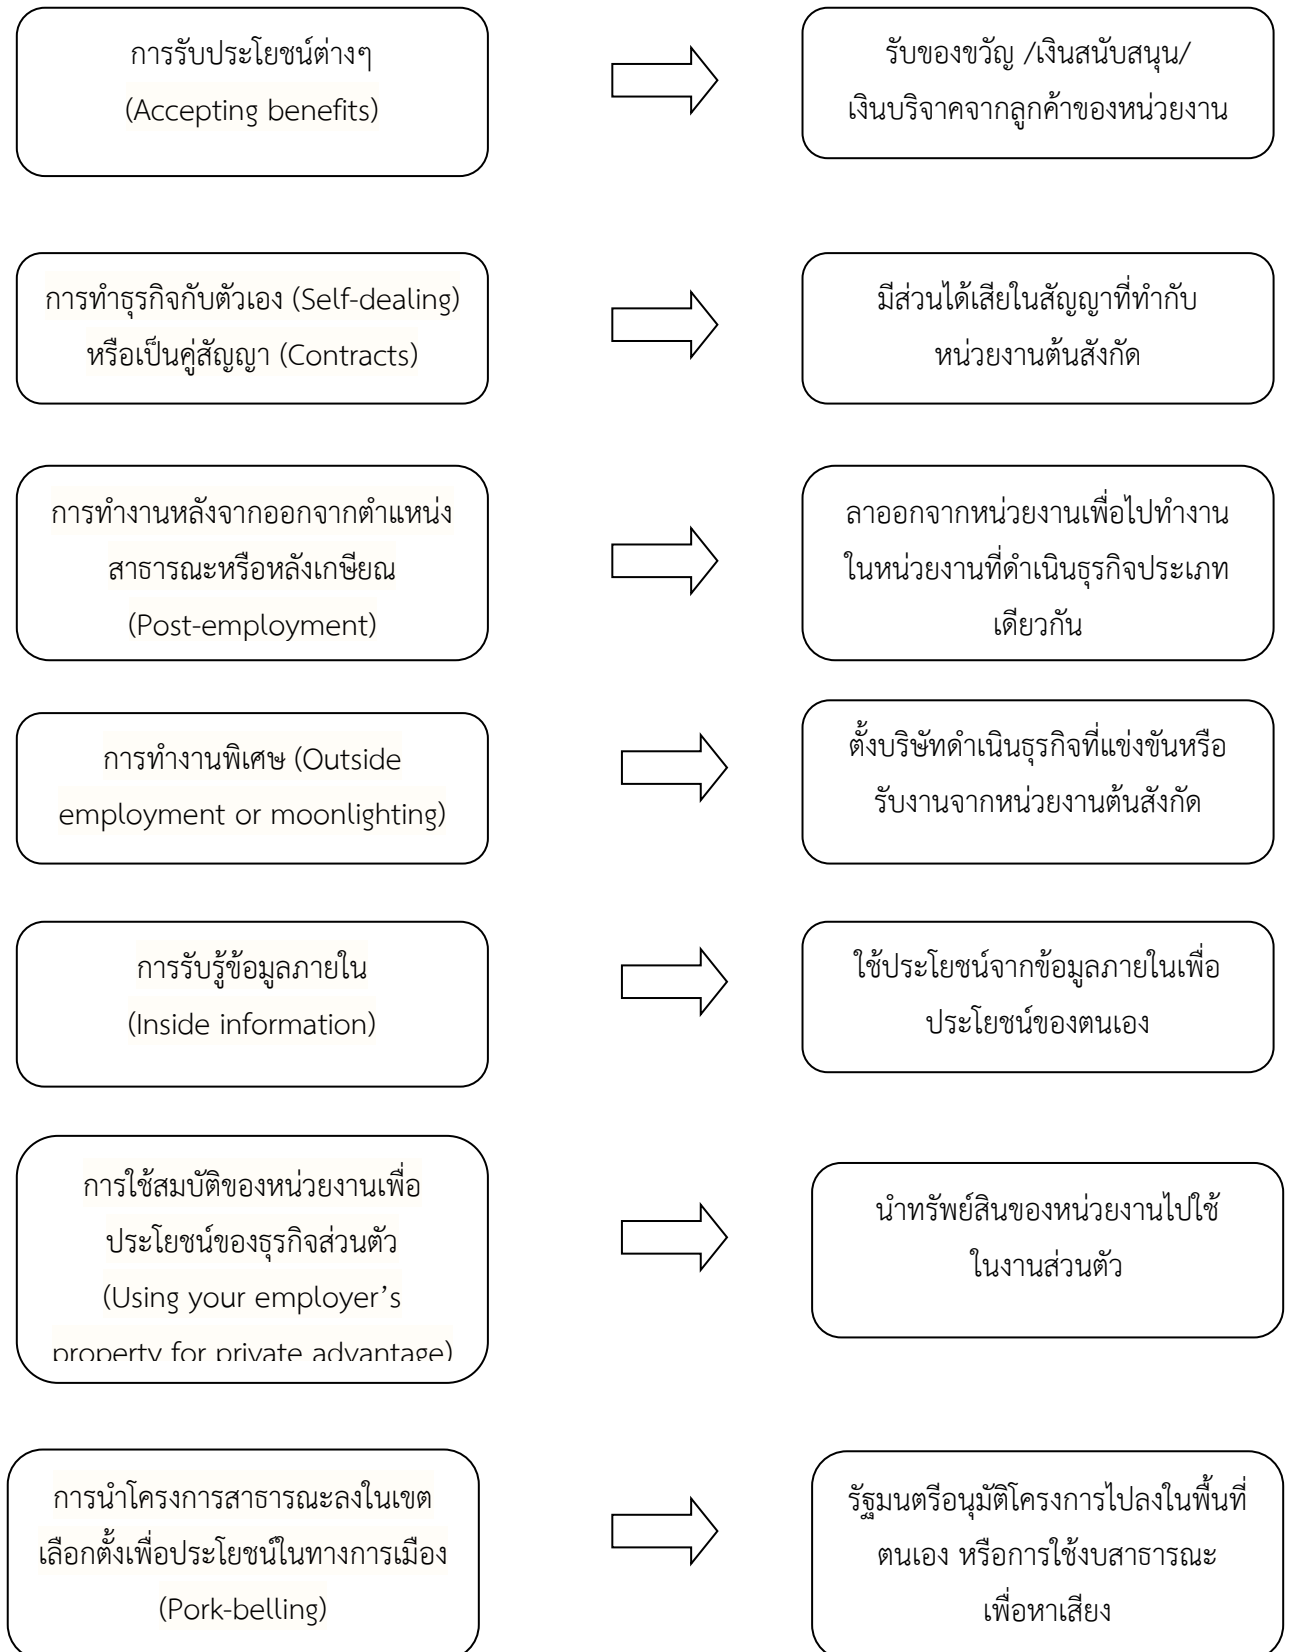 การรับประโยชน์ต่างๆ
(Accepting benefits)
รับของขวัญ /เงินสนับสนุน/
เงินบริจาคจากลูกค้าของหน่วยงาน
การทำธุรกิจกับตัวเอง (Self-dealing)
หรือเป็นคู่สัญญา (Contracts)
มีส่วนได้เสียในสัญญาที่ทำกับ
หน่วยงานต้นสังกัด
การทำงานหลังจากออกจากตำแหน่ง
สาธารณะหรือหลังเกษียณ
(Post-employment)
ลาออกจากหน่วยงานเพื่อไปทำงาน
ในหน่วยงานที่ดำเนินธุรกิจประเภท
เดียวกัน
การทำงานพิเศษ (Outside
employment or moonlighting)
ตั้งบริษัทดำเนินธุรกิจที่แข่งขันหรือ
รับงานจากหน่วยงานต้นสังกัด
การรับรู้ข้อมูลภายใน
(Inside information)
ใช้ประโยชน์จากข้อมูลภายในเพื่อ
ประโยชน์ของตนเอง
การใช้สมบัติของหน่วยงานเพื่อ
ประโยชน์ของธุรกิจส่วนตัว
(Using your employer’s
property for private advantage)
นำทรัพย์สินของหน่วยงานไปใช้
ในงานส่วนตัว
การนำโครงการสาธารณะลงในเขต
เลือกตั้งเพื่อประโยชน์ในทางการเมือง
(Pork-belling)
รัฐมนตรีอนุมัติโครงการไปลงในพื้นที่
ตนเอง หรือการใช้งบสาธารณะ
เพื่อหาเสียง